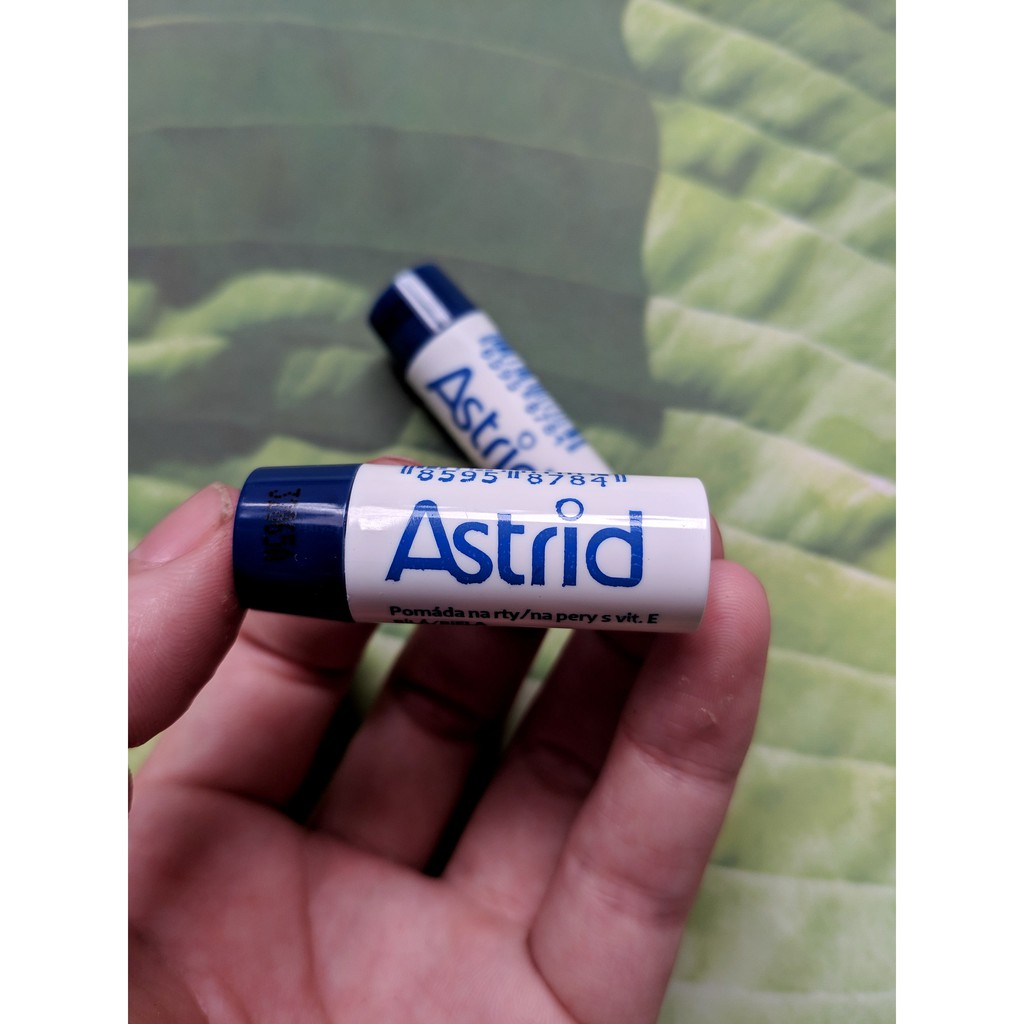 8595 8784
Astrid
Pomáda na rty/na pery s vit. E
Astrid